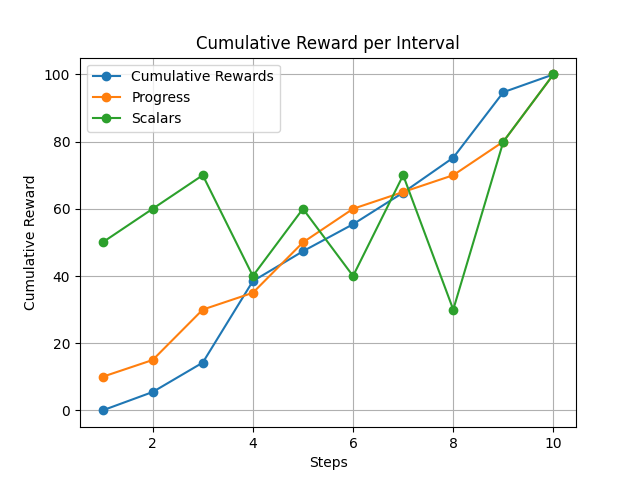 Cumulative Reward per Interval
Cumulative Rewards
Progress
Scalars
100
80
60
40
20
0
Cumulative Reward
2 4 6 8 10
Steps